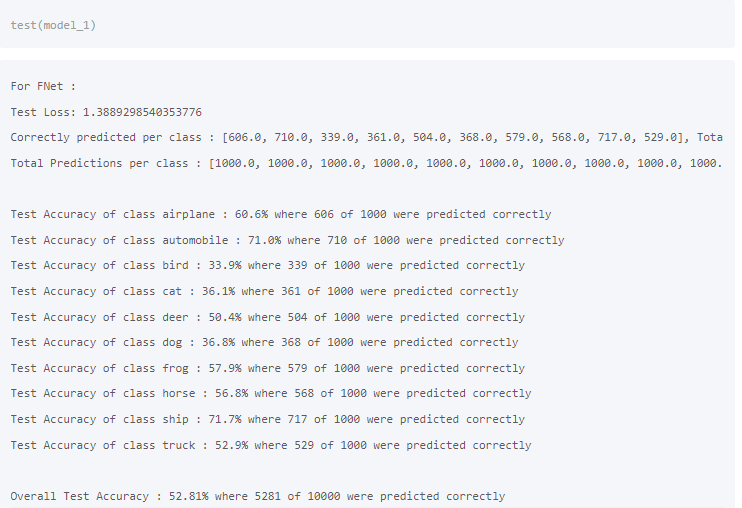 test(model_1)
For FNet :
Test Loss: 1.3889298540353776
Correctly predicted per class : [606.0, 710.0, 339.0, 361.0, 504.0, 368.0, 579.0, 568.0, 717.0, 529.0], Tota
Total Predictions per class : [1000.0, 1000.0, 1000.0, 1000.0, 1000.0, 1000.0, 1000.0, 1000.0, 1000.0, 1000.
Test Accuracy of class airplane : 60.6% where 606 of 1000 were predicted correctly
Test Accuracy of class automobile : 71.0% where 710 of 1000 were predicted correctly
Test Accuracy of class bird : 33.9% where 339 of 1000 were predicted correctly
Test Accuracy of class cat : 36.1% where 361 of 1000 were predicted correctly
Test Accuracy of class deer : 50.4% where 504 of 1000 were predicted correctly
Test Accuracy of class dog : 36.8% where 368 of 1000 were predicted correctly
Test Accuracy of class frog : 57.9% where 579 of 1000 were predicted correctly
Test Accuracy of class horse : 56.8% where 568 of 1000 were predicted correctly
Test Accuracy of class ship : 71.7% where 717 of 1000 were predicted correctly
Test Accuracy of class truck : 52.9% where 529 of 1000 were predicted correctly
Overall Test Accuracy : 52.81% where 5281 of 10000 were predicted correctly